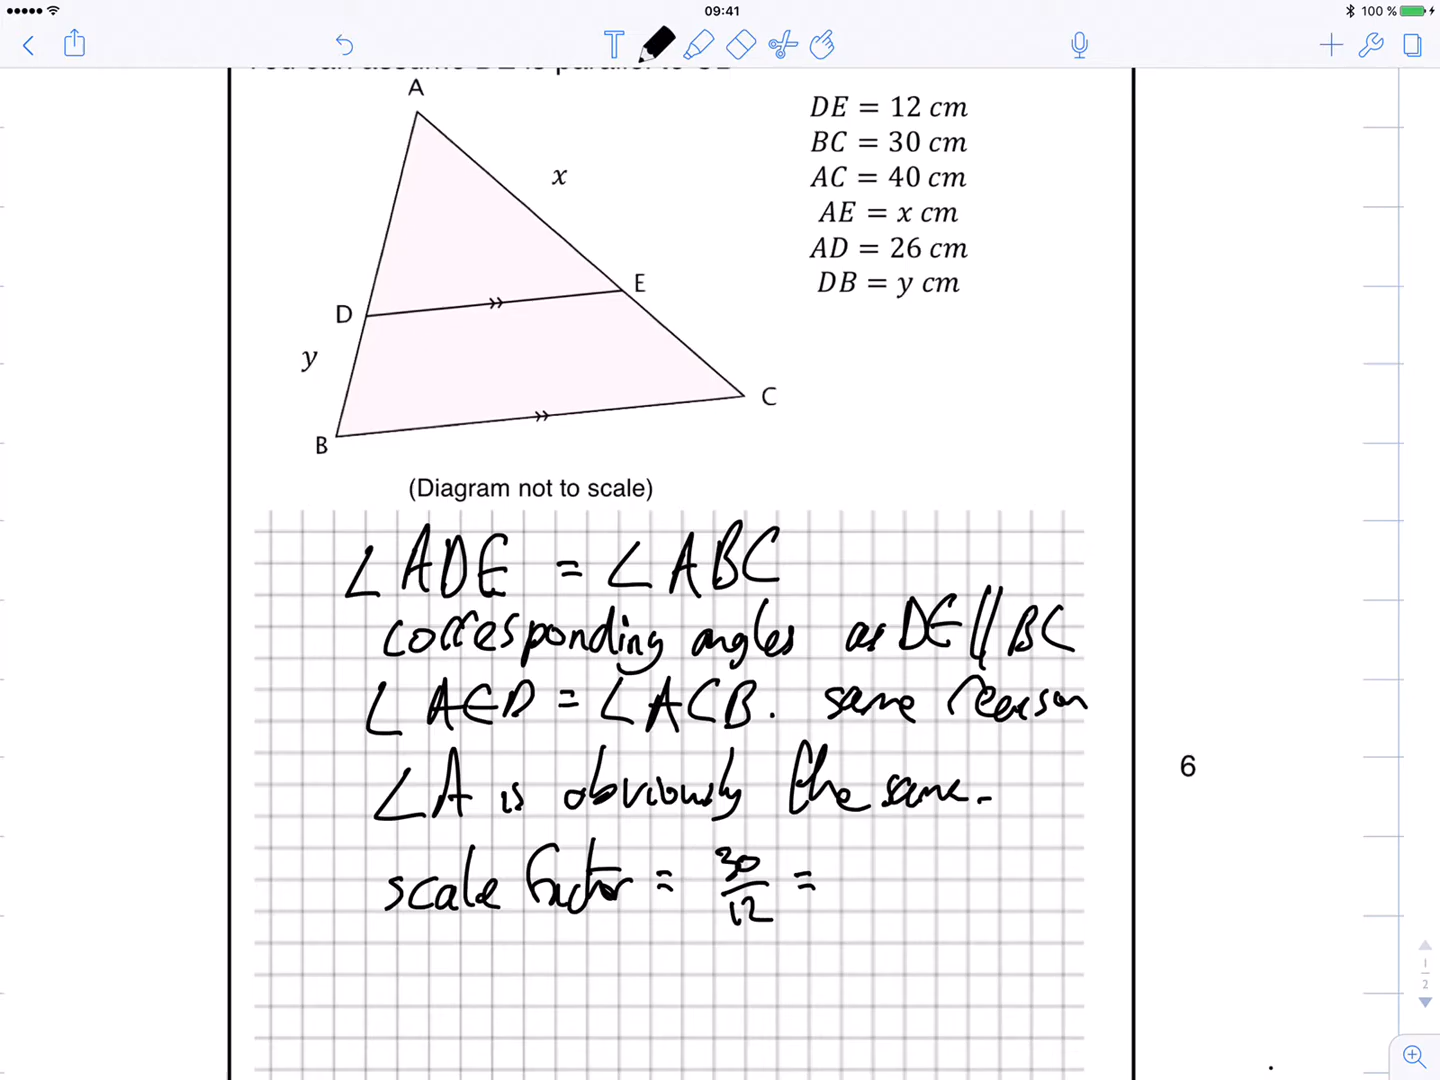 09:41
100 %
A
x
D
E
y
B
C
DE = 12 cm
BC = 30 cm
AC = 40 cm
AE = x cm
AD = 26 cm
DB = y cm
(Diagram not to scale)
∠ADE = ∠ABC
corresponding angles as DE // BC
∠AED = ∠ACB. same reason
∠A is obviously the same.
scale factor = 30/12 =
6
1
2